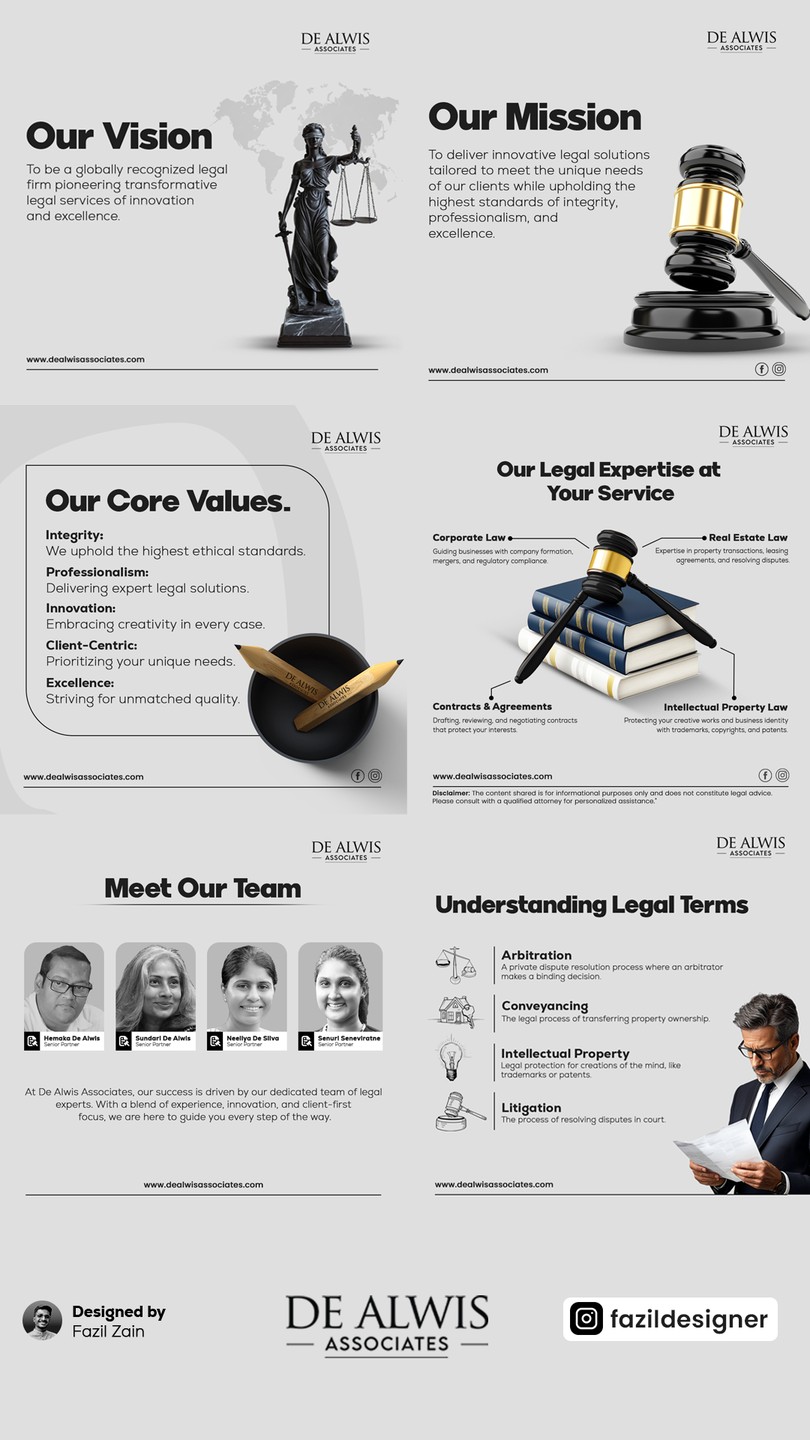 DE ALWIS
ASSOCIATES
Our Vision
To be a globally recognized legal
firm pioneering transformative
legal services of innovation
and excellence.
www.dealwisassociates.com
DE ALWIS
ASSOCIATES
Our Mission
To deliver innovative legal solutions
tailored to meet the unique needs
of our clients while upholding the
highest standards of integrity,
professionalism, and
excellence.
www.dealwisassociates.com
DE ALWIS
ASSOCIATES
Our Core Values.
Integrity:
We uphold the highest ethical standards.
Professionalism:
Delivering expert legal solutions.
Innovation:
Embracing creativity in every case.
Client-Centric:
Prioritizing your unique needs.
Excellence:
Striving for unmatched quality.
DE ALWIS
DE ALWIS
www.dealwisassociates.com
DE ALWIS
ASSOCIATES
Our Legal Expertise at
Your Service
Corporate Law
Guiding businesses with company formation,
mergers, and regulatory compliance.
Real Estate Law
Expertise in property transactions, leasing
agreements, and resolving disputes.
Contracts & Agreements
Drafting, reviewing, and negotiating contracts
that protect your interests.
Intellectual Property Law
Protecting your creative works and business identity
with trademarks, copyrights, and patents.
www.dealwisassociates.com
Disclaimer: The content shared is for informational purposes only and does not constitute legal advice.
Please consult with a qualified attorney for personalized assistance."
DE ALWIS
ASSOCIATES
Meet Our Team
Hemaka De Alwis
Senior Partner
Sundari De Alwis
Senior Partner
Neeliya De Silva
Senior Partner
Senuri Seneviratne
Senior Partner
At De Alwis Associates, our success is driven by our dedicated team of legal
experts. With a blend of experience, innovation, and client-first
focus, we are here to guide you every step of the way.
www.dealwisassociates.com
DE ALWIS
ASSOCIATES
Understanding Legal Terms
Arbitration
A private dispute resolution process where an arbitrator
makes a binding decision.
Conveyancing
The legal process of transferring property ownership.
Intellectual Property
Legal protection for creations of the mind, like
trademarks or patents.
Litigation
The process of resolving disputes in court.
www.dealwisassociates.com
Designed by
Fazil Zain
DE ALWIS
ASSOCIATES
fazildesigner